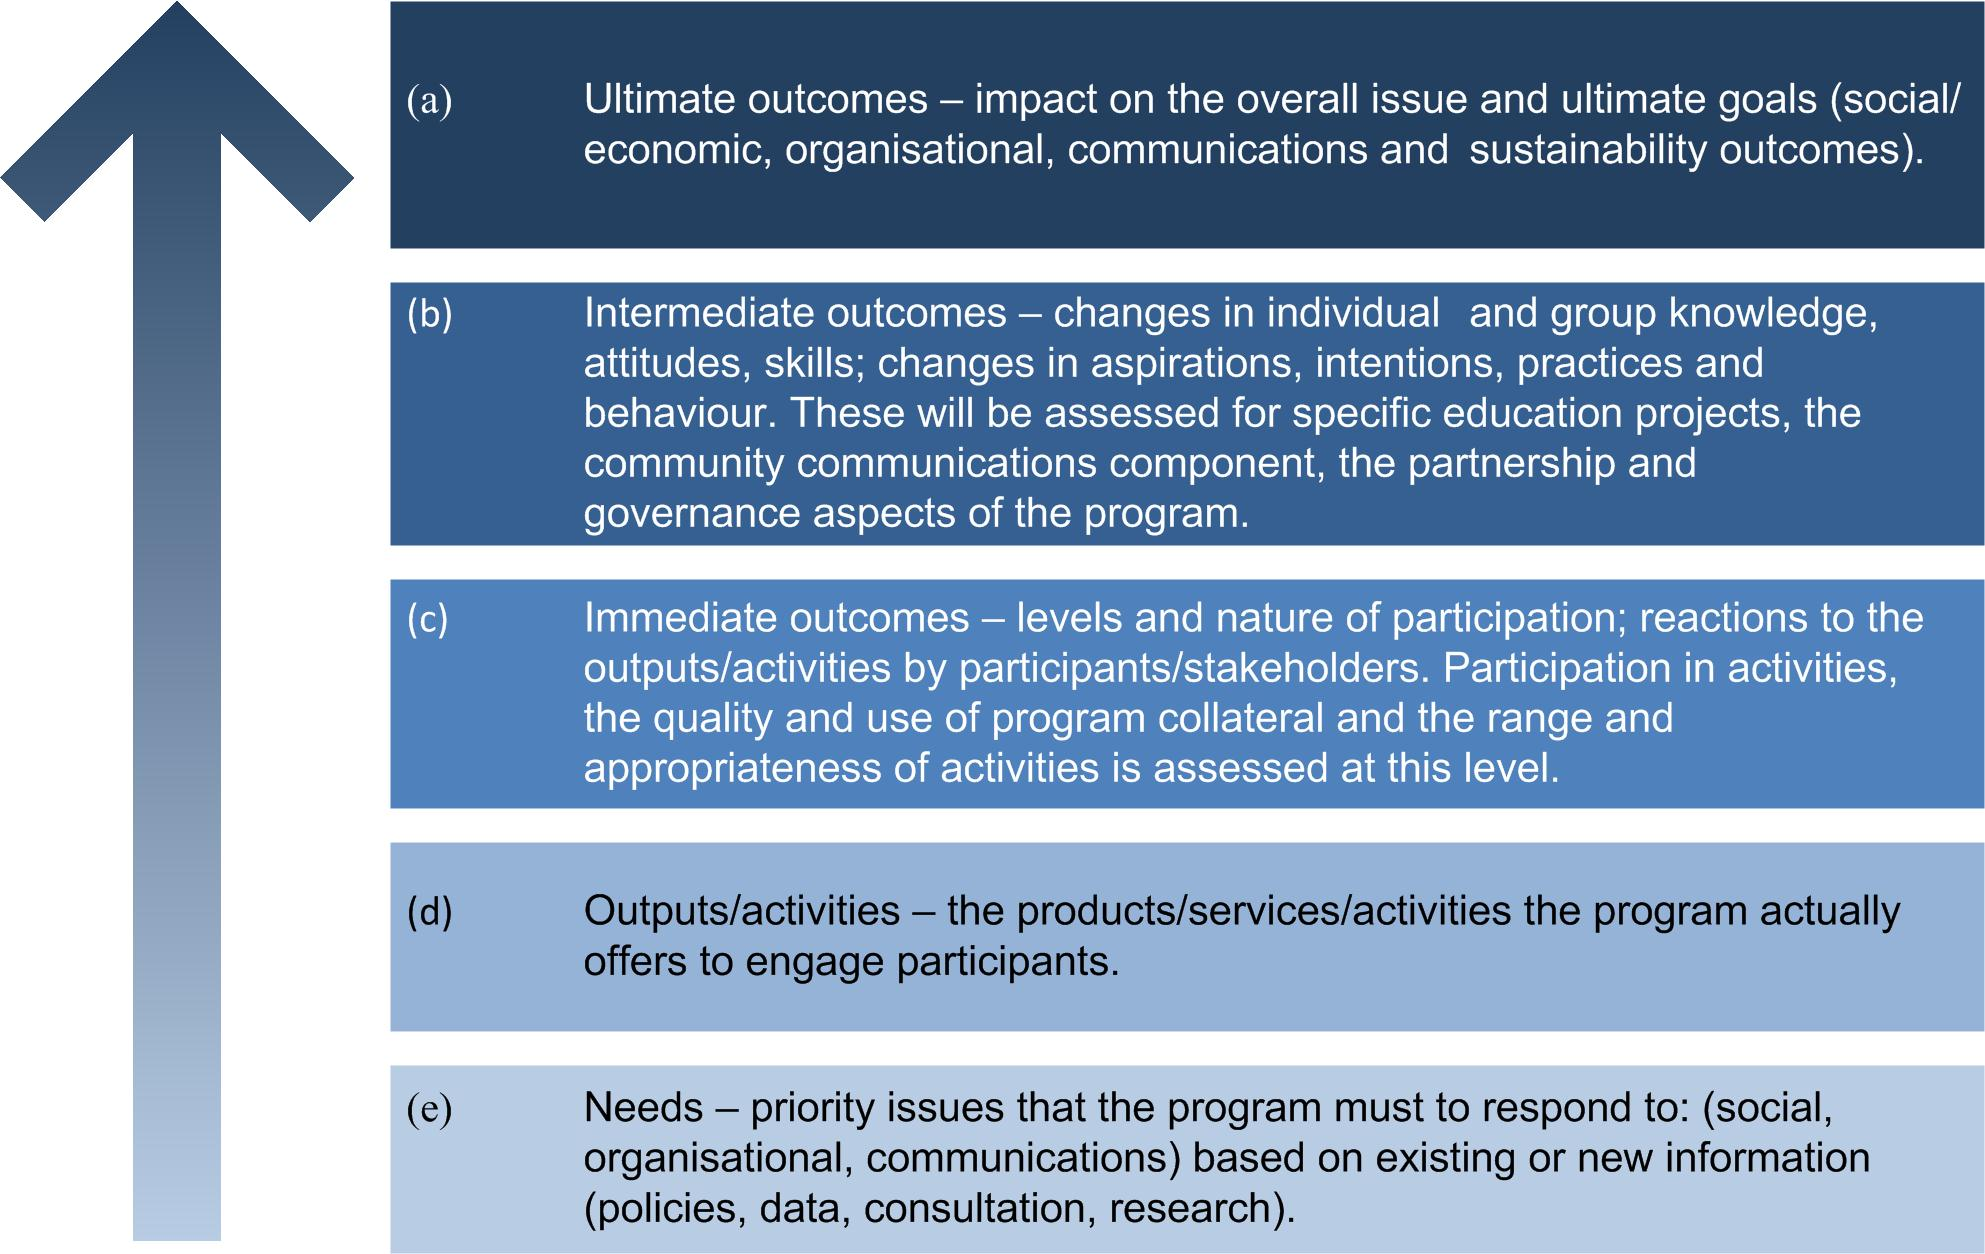 (a) Ultimate outcomes – impact on the overall issue and ultimate goals (social/
economic, organisational, communications and sustainability outcomes).
(b) Intermediate outcomes – changes in individual and group knowledge,
attitudes, skills; changes in aspirations, intentions, practices and
behaviour. These will be assessed for specific education projects, the
community communications component, the partnership and
governance aspects of the program.
(c) Immediate outcomes – levels and nature of participation; reactions to the
outputs/activities by participants/stakeholders. Participation in activities,
the quality and use of program collateral and the range and
appropriateness of activities is assessed at this level.
(d) Outputs/activities – the products/services/activities the program actually
offers to engage participants.
(e) Needs – priority issues that the program must to respond to: (social,
organisational, communications) based on existing or new information
(policies, data, consultation, research).